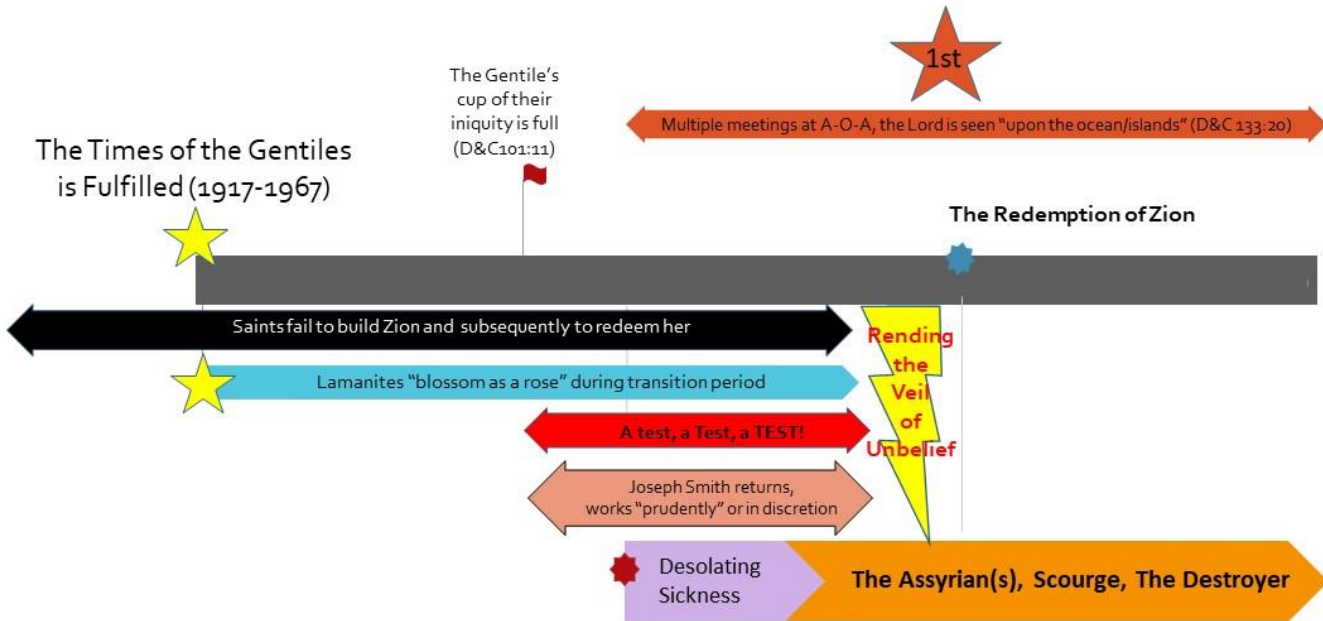 1st
The Gentile's
cup of their
iniquity is full
(D&C101:11)
Multiple meetings at A-O-A, the Lord is seen "upon the ocean/islands" (D&C 133:20)
The Times of the Gentiles
is Fulfilled (1917-1967)
The Redemption of Zion
Saints fail to build Zion and subsequently to redeem her
Rending
the
Veil
of
Unbelief
Lamanites "blossom as a rose" during transition period
A test, a Test, a TEST!
Joseph Smith returns,
works "prudently" or in discretion
Desolating
Sickness
The Assyrian(s), Scourge, The Destroyer